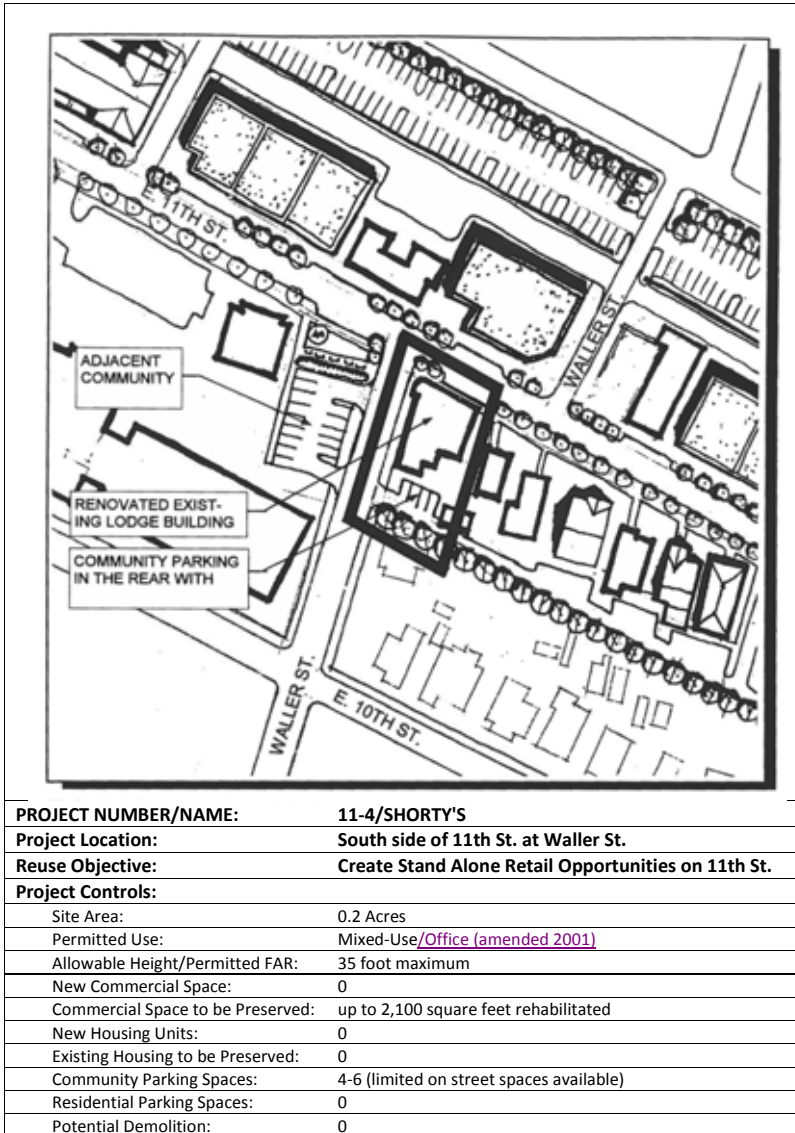 E. 11TH ST.
WALLER ST.
ADJACENT
COMMUNITY
RENOVATED EXIST-
ING LODGE BUILDING
COMMUNITY PARKING
IN THE REAR WITH
WALLER ST.
E. 10TH ST.
PROJECT NUMBER/NAME: 11-4/SHORTY'S
Project Location: South side of 11th St. at Waller St.
Reuse Objective: Create Stand Alone Retail Opportunities on 11th St.
Project Controls:
Site Area: 0.2 Acres
Permitted Use: Mixed-Use/Office (amended 2001)
Allowable Height/Permitted FAR: 35 foot maximum
New Commercial Space: 0
Commercial Space to be Preserved: up to 2,100 square feet rehabilitated
New Housing Units: 0
Existing Housing to be Preserved: 0
Community Parking Spaces: 4-6 (limited on street spaces available)
Residential Parking Spaces: 0
Potential Demolition: 0